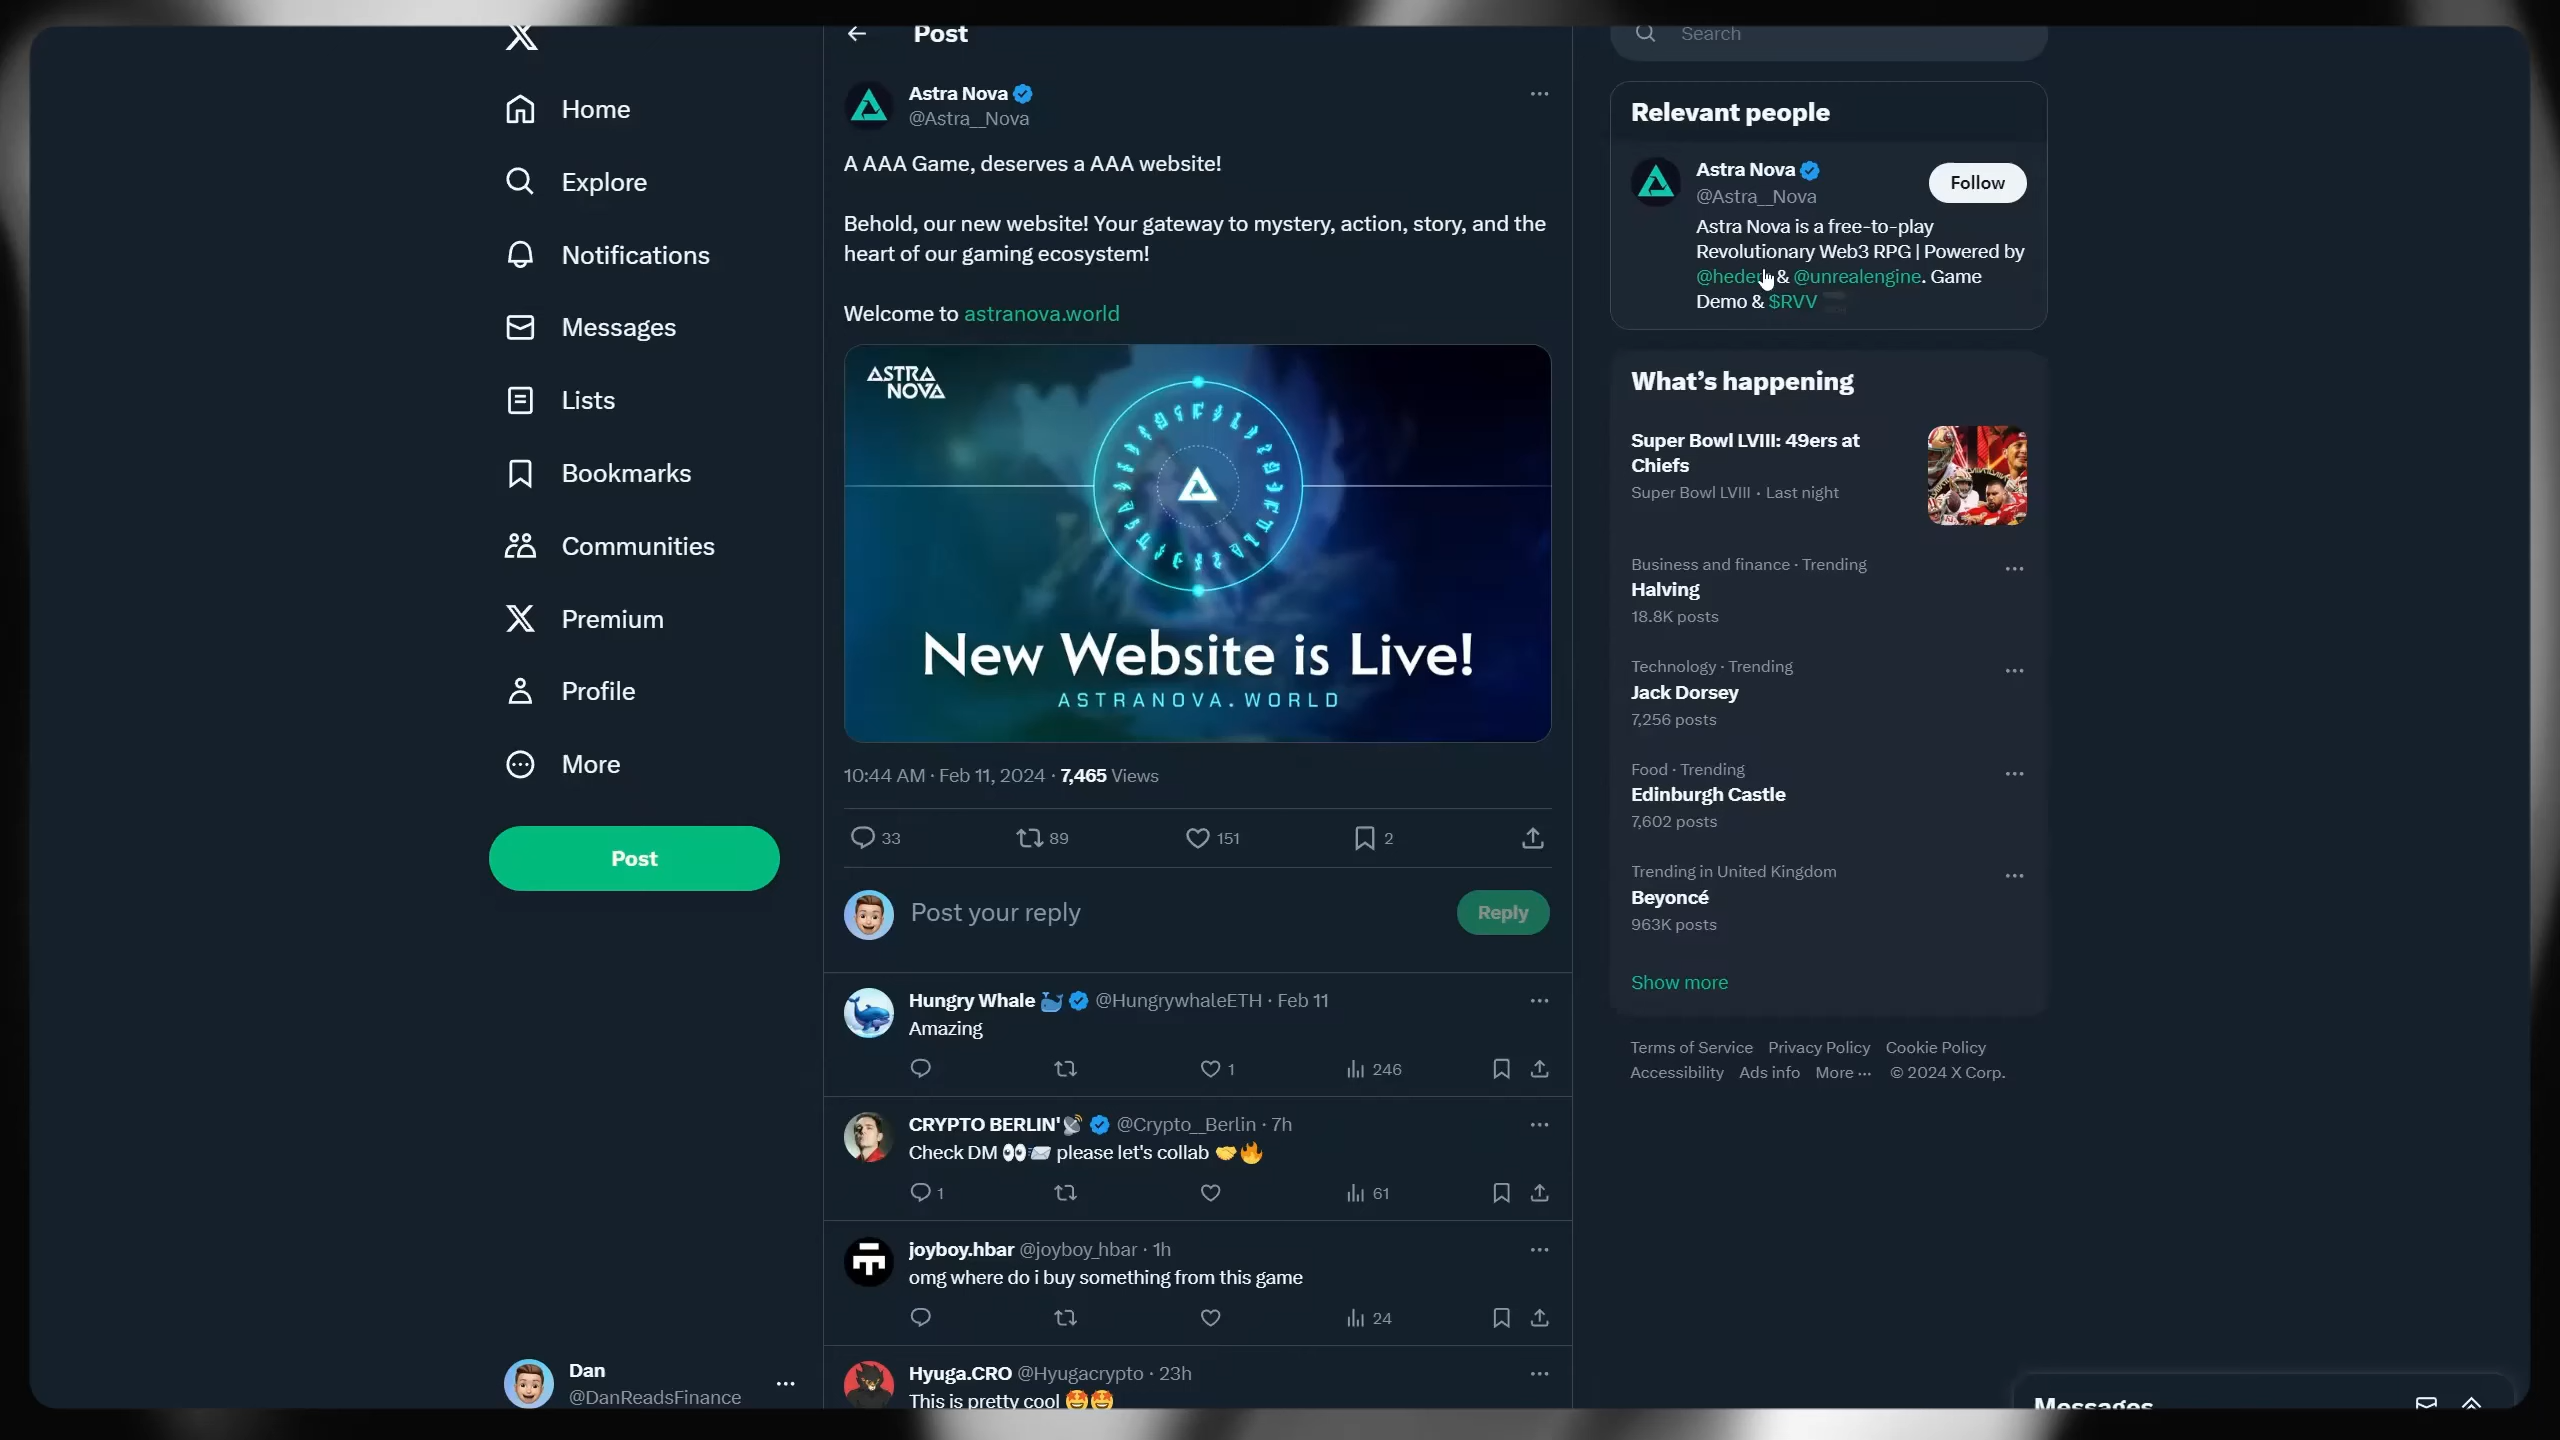 Home
Explore
Notifications
Messages
Lists
Bookmarks
Communities
Premium
Profile
More
Post
Dan
@DanReadsFinance
Post
Astra Nova
@Astra__Nova
A AAA Game, deserves a AAA website!
Behold, our new website! Your gateway to mystery, action, story, and the
heart of our gaming ecosystem!
Welcome to astranova.world
ASTRA
NOVA
New Website is Live!
ASTRANOVA.WORLD
10:44 AM · Feb 11, 2024 · 7,465 Views
33
89
151
2
Post your reply
Reply
Hungry Whale 🐳 @HungrywhaleETH · Feb 11
Amazing
1
246
CRYPTO BERLIN'📡 @Crypto__Berlin · 7h
Check DM 👀📨 please let's collab 🤝🔥
1
61
joyboy.hbar @joyboy_hbar · 1h
omg where do i buy something from this game
24
Hyuga.CRO @Hyugacrypto · 23h
This is pretty cool 🤩🤩
Search
Relevant people
Astra Nova
@Astra__Nova
Follow
Astra Nova is a free-to-play
Revolutionary Web3 RPG | Powered by
& @unrealengine. Game
Demo & $RVV
What's happening
Super Bowl LVIII: 49ers at
Chiefs
Super Bowl LVIII · Last night
Business and finance · Trending
Halving
18.8K posts
Technology · Trending
Jack Dorsey
7,256 posts
Food · Trending
Edinburgh Castle
7,602 posts
Trending in United Kingdom
Beyoncé
963K posts
Show more
Terms of Service Privacy Policy Cookie Policy
Accessibility Ads info More ··· © 2024 X Corp.
Messages